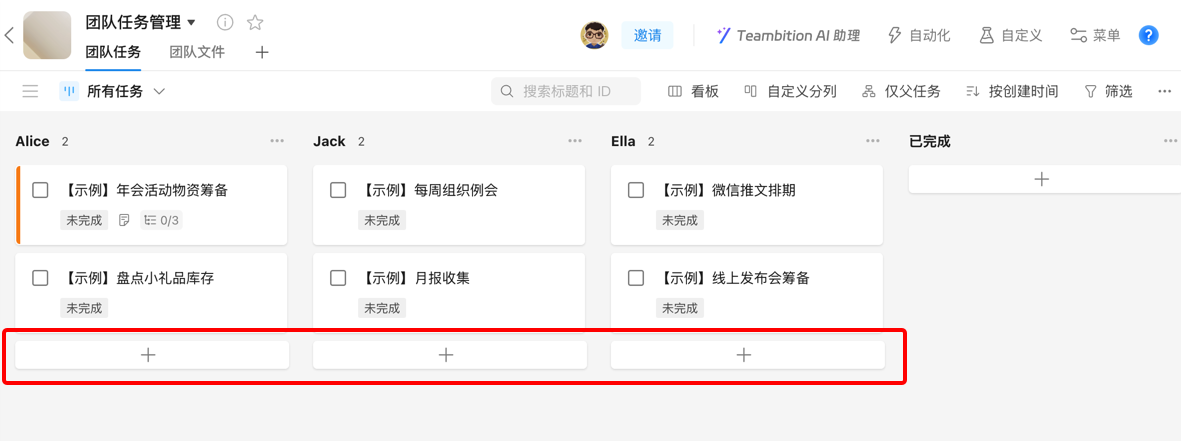 团队任务管理
团队任务 团队文件
邀请 Teambition AI 助理 自动化 自定义 菜单 ?
所有任务 搜索标题和 ID 看板 自定义分列 仅父任务 按创建时间 筛选
Alice 2
【示例】年会活动物资筹备
未完成 0/3
【示例】盘点小礼品库存
未完成
Jack 2
【示例】每周组织例会
未完成
【示例】月报收集
未完成
Ella 2
【示例】微信推文排期
未完成
【示例】线上发布会筹备
未完成
已完成